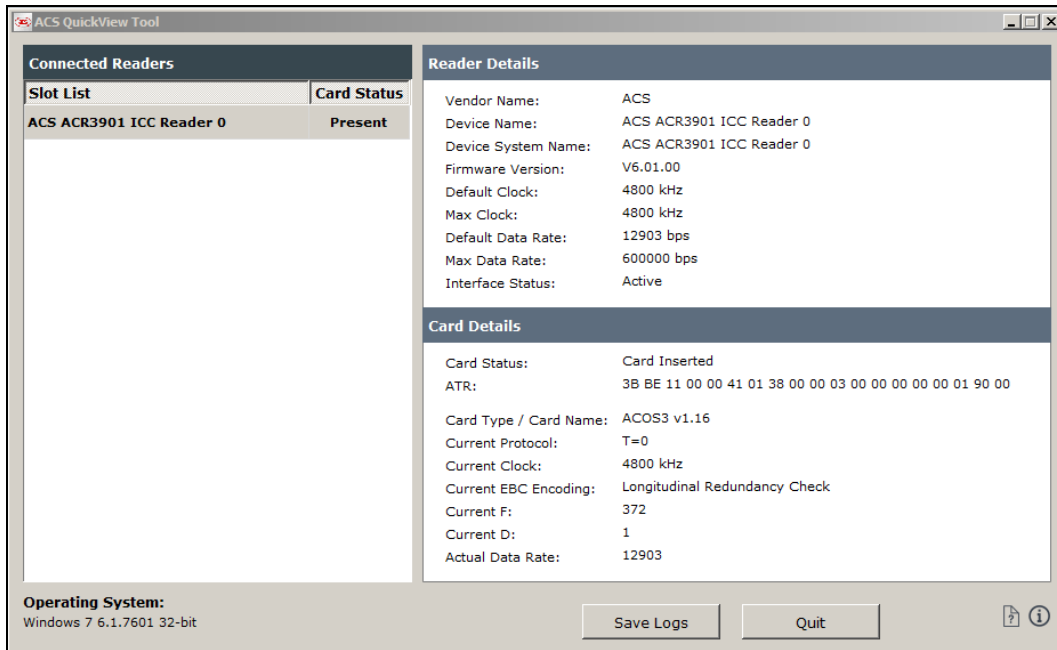 ACS QuickView Tool
Connected Readers
Slot List Card Status
ACS ACR3901 ICC Reader 0 Present
Reader Details
Vendor Name: ACS
Device Name: ACS ACR3901 ICC Reader 0
Device System Name: ACS ACR3901 ICC Reader 0
Firmware Version: V6.01.00
Default Clock: 4800 kHz
Max Clock: 4800 kHz
Default Data Rate: 12903 bps
Max Data Rate: 600000 bps
Interface Status: Active
Card Details
Card Status: Card Inserted
ATR: 3B BE 11 00 00 41 01 38 00 00 03 00 00 00 00 00 01 90 00
Card Type / Card Name: ACOS3 v1.16
Current Protocol: T=0
Current Clock: 4800 kHz
Current EBC Encoding: Longitudinal Redundancy Check
Current F: 372
Current D: 1
Actual Data Rate: 12903
Operating System:
Windows 7 6.1.7601 32-bit
Save Logs Quit